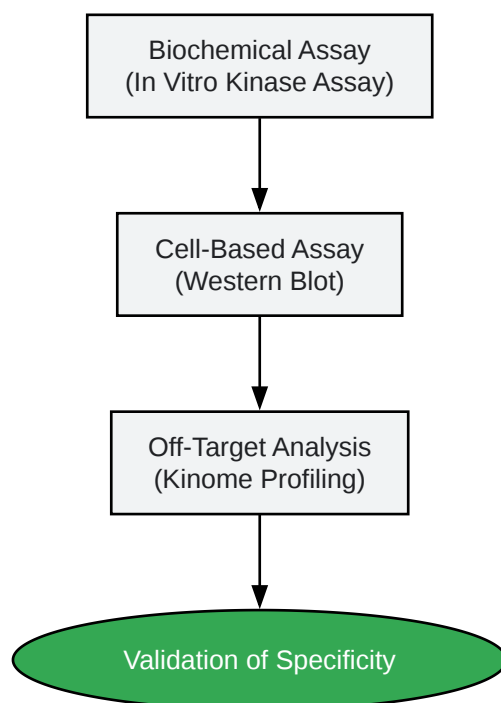 Biochemical Assay
(In Vitro Kinase Assay)
Cell-Based Assay
(Western Blot)
Off-Target Analysis
(Kinome Profiling)
Validation of Specificity